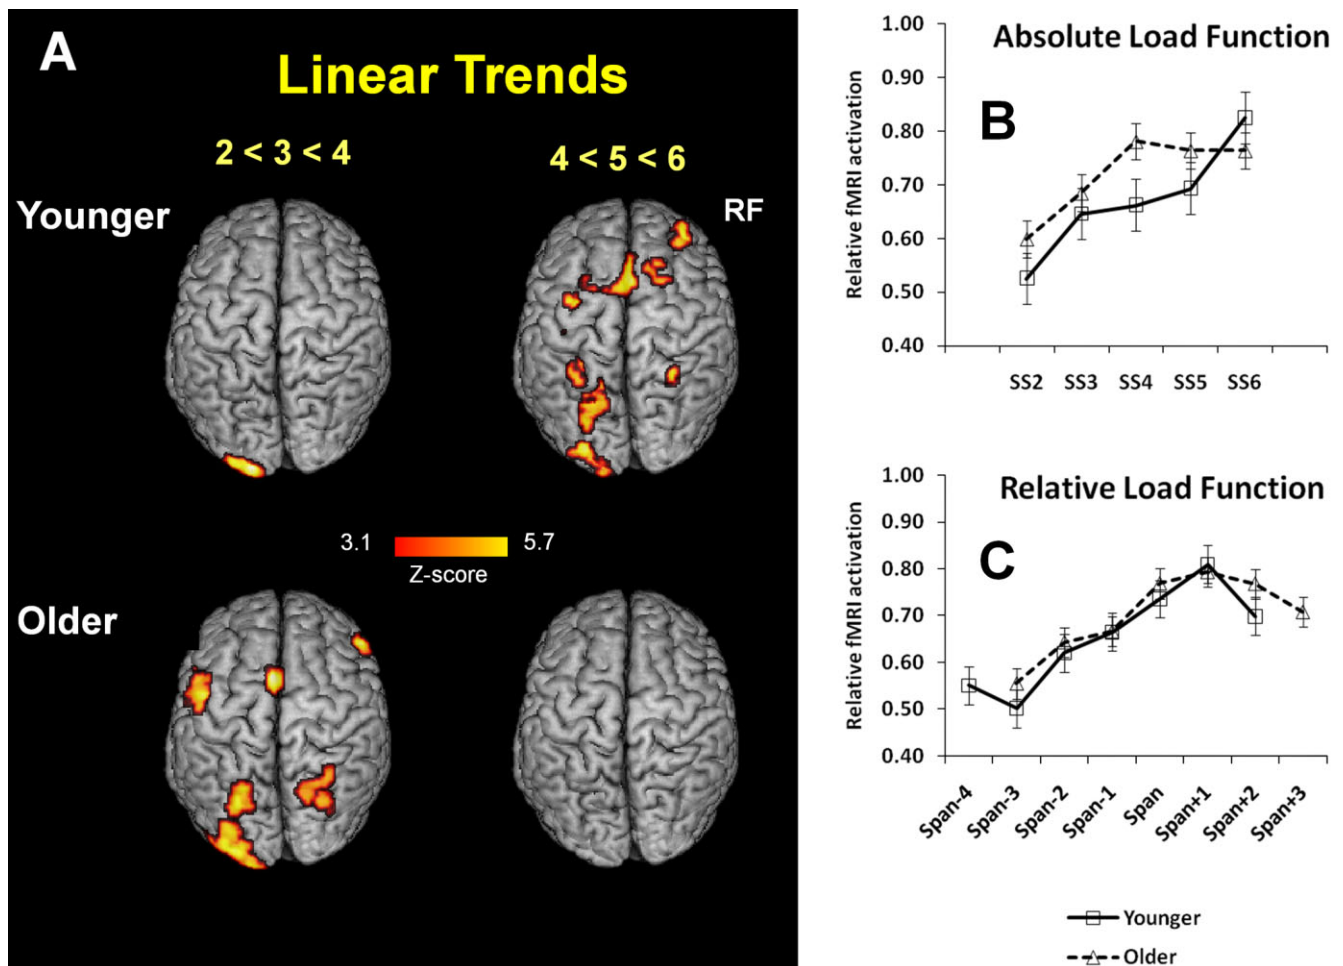 A
Linear Trends
2 < 3 < 4
4 < 5 < 6
Younger
RF
3.1
5.7
Z-score
Older
Absolute Load Function
B
Relative fMRI activation
1.00
0.90
0.80
0.70
0.60
0.50
0.40
SS2 SS3 SS4 SS5 SS6
Relative Load Function
C
Relative fMRI activation
1.00
0.90
0.80
0.70
0.60
0.50
0.40
Span-4 Span-3 Span-2 Span-1 Span Span+1 Span+2 Span+3
Younger
Older